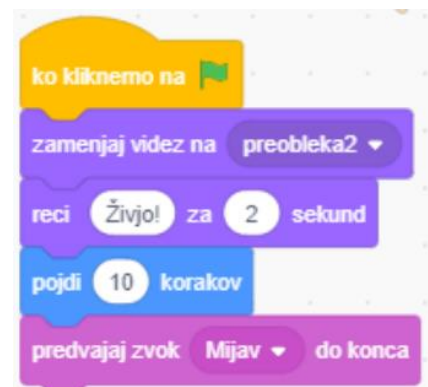 ko kliknemo na
zamenjaj videz na preobleka2
reci Živjo! za 2 sekund
pojdi 10 korakov
predvajaj zvok Mijav do konca